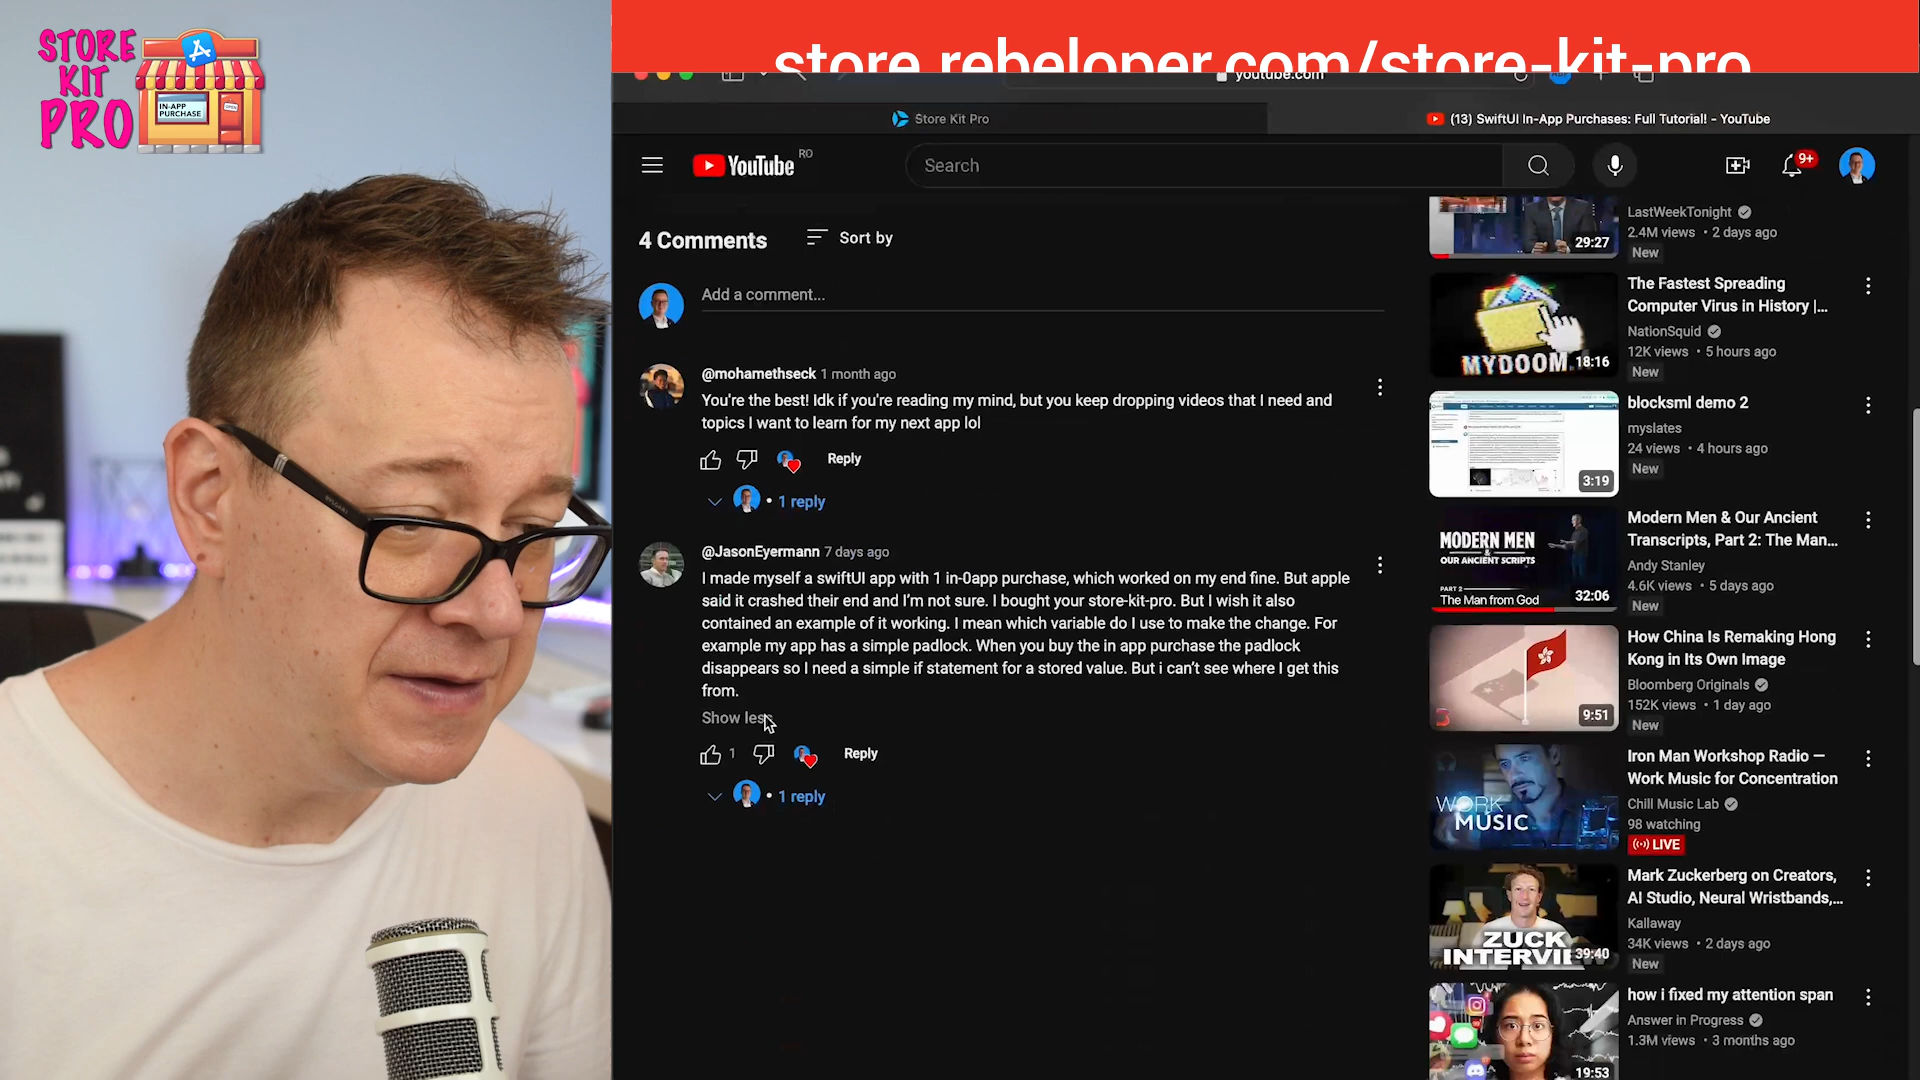 STORE
KIT
PRO
IN-APP
PURCHASE
OPEN
store.rebeloper.com/store-kit-pro
youtube.com
Store Kit Pro
(13) SwiftUI In-App Purchases: Full Tutorial! - YouTube
YouTube RO
Search
9+
4 Comments
Sort by
Add a comment...
@mohamethseck 1 month ago
You're the best! Idk if you're reading my mind, but you keep dropping videos that I need and
topics I want to learn for my next app lol
Reply
• 1 reply
@JasonEyermann 7 days ago
I made myself a swiftUI app with 1 in-0app purchase, which worked on my end fine. But apple
said it crashed their end and I'm not sure. I bought your store-kit-pro. But I wish it also
contained an example of it working. I mean which variable do I use to make the change. For
example my app has a simple padlock. When you buy the in app purchase the padlock
disappears so I need a simple if statement for a stored value. But i can't see where I get this
from.
Show less
1
Reply
• 1 reply
29:27
LastWeekTonight
2.4M views • 2 days ago
New
MYDOOM
18:16
The Fastest Spreading
Computer Virus in History |...
NationSquid
12K views • 5 hours ago
New
3:19
blocksml demo 2
myslates
24 views • 4 hours ago
New
MODERN MEN
& 
OUR ANCIENT SCRIPTS
PART 2
The Man from God
32:06
Modern Men & Our Ancient
Transcripts, Part 2: The Man...
Andy Stanley
4.6K views • 5 days ago
New
9:51
How China Is Remaking Hong
Kong in Its Own Image
Bloomberg Originals
152K views • 1 day ago
New
WORK
MUSIC
Iron Man Workshop Radio —
Work Music for Concentration
Chill Music Lab
98 watching
LIVE
ZUCK
INTERVIE
39:40
Mark Zuckerberg on Creators,
AI Studio, Neural Wristbands,...
Kallaway
34K views • 2 days ago
New
19:53
how i fixed my attention span
Answer in Progress
1.3M views • 3 months ago